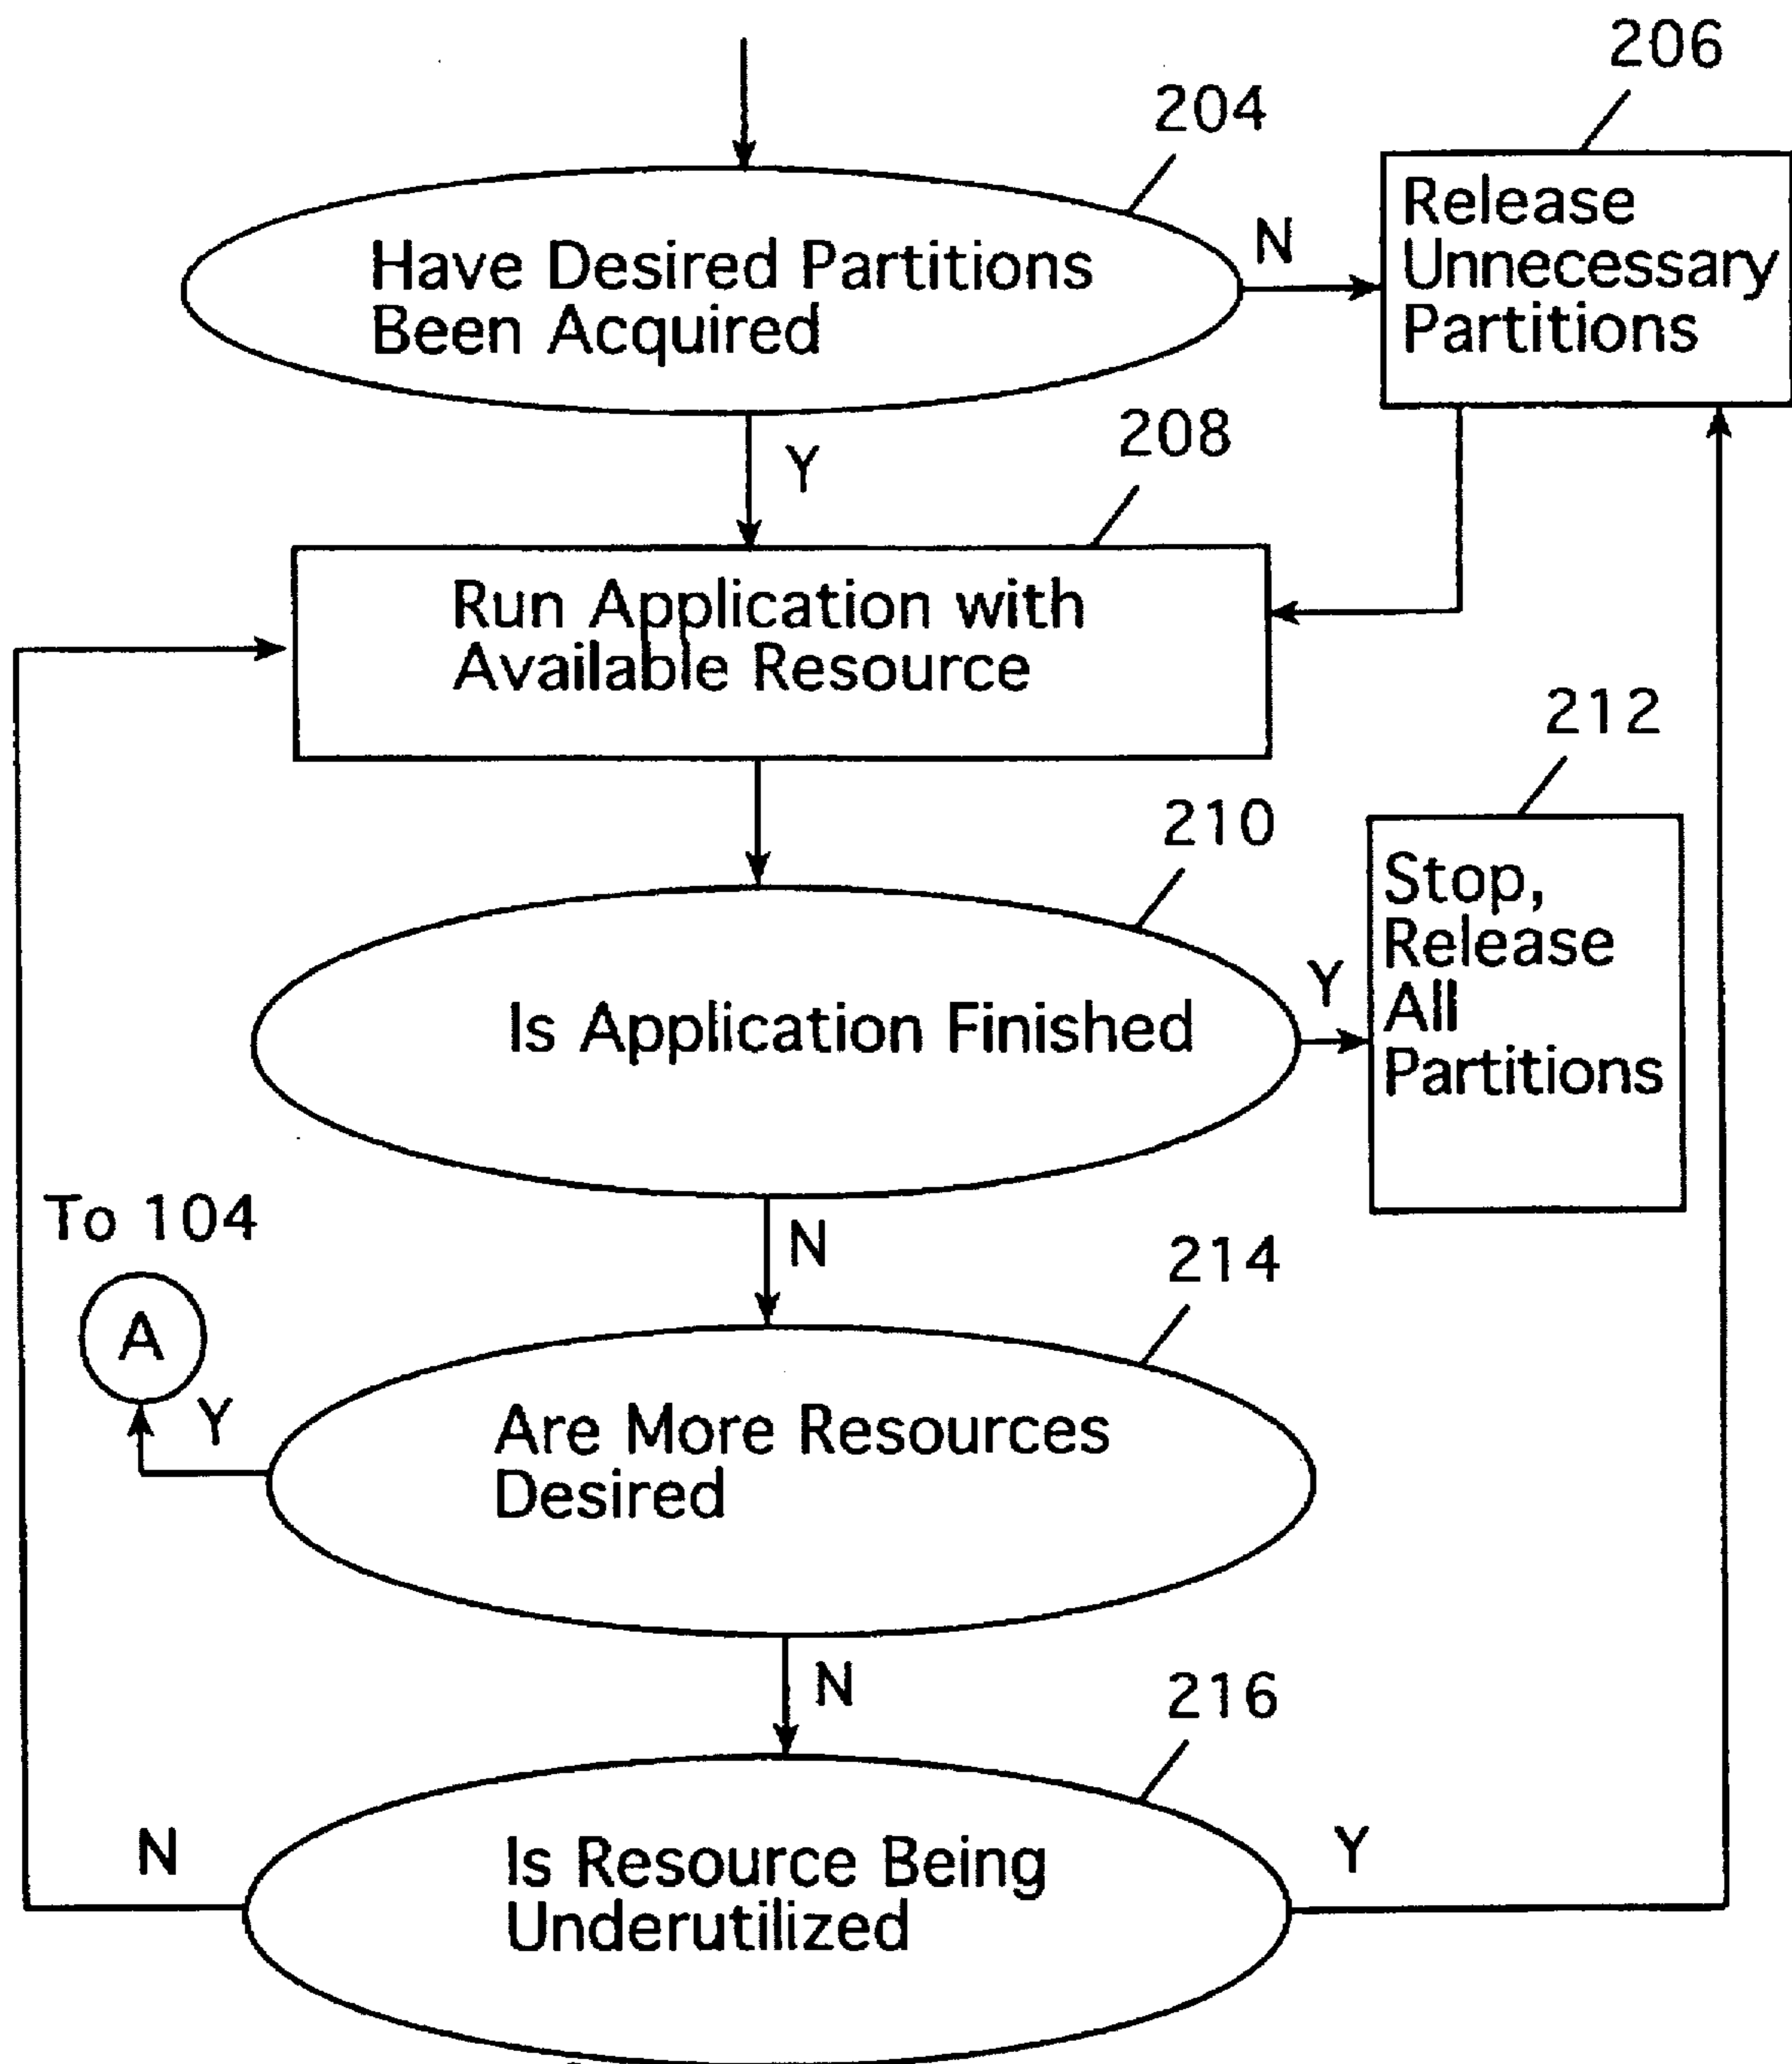 206
204
Release
Unnecessary
Partitions
N
Have Desired Partitions
Been Acquired
208
Y
Run Application with
Available Resource
212
210
Stop,
Release
All
Partitions
Y
Is Application Finished
To 104
N
214
A
Y
Are More Resources
Desired
N
216
N
Y
Is Resource Being
Underutilized